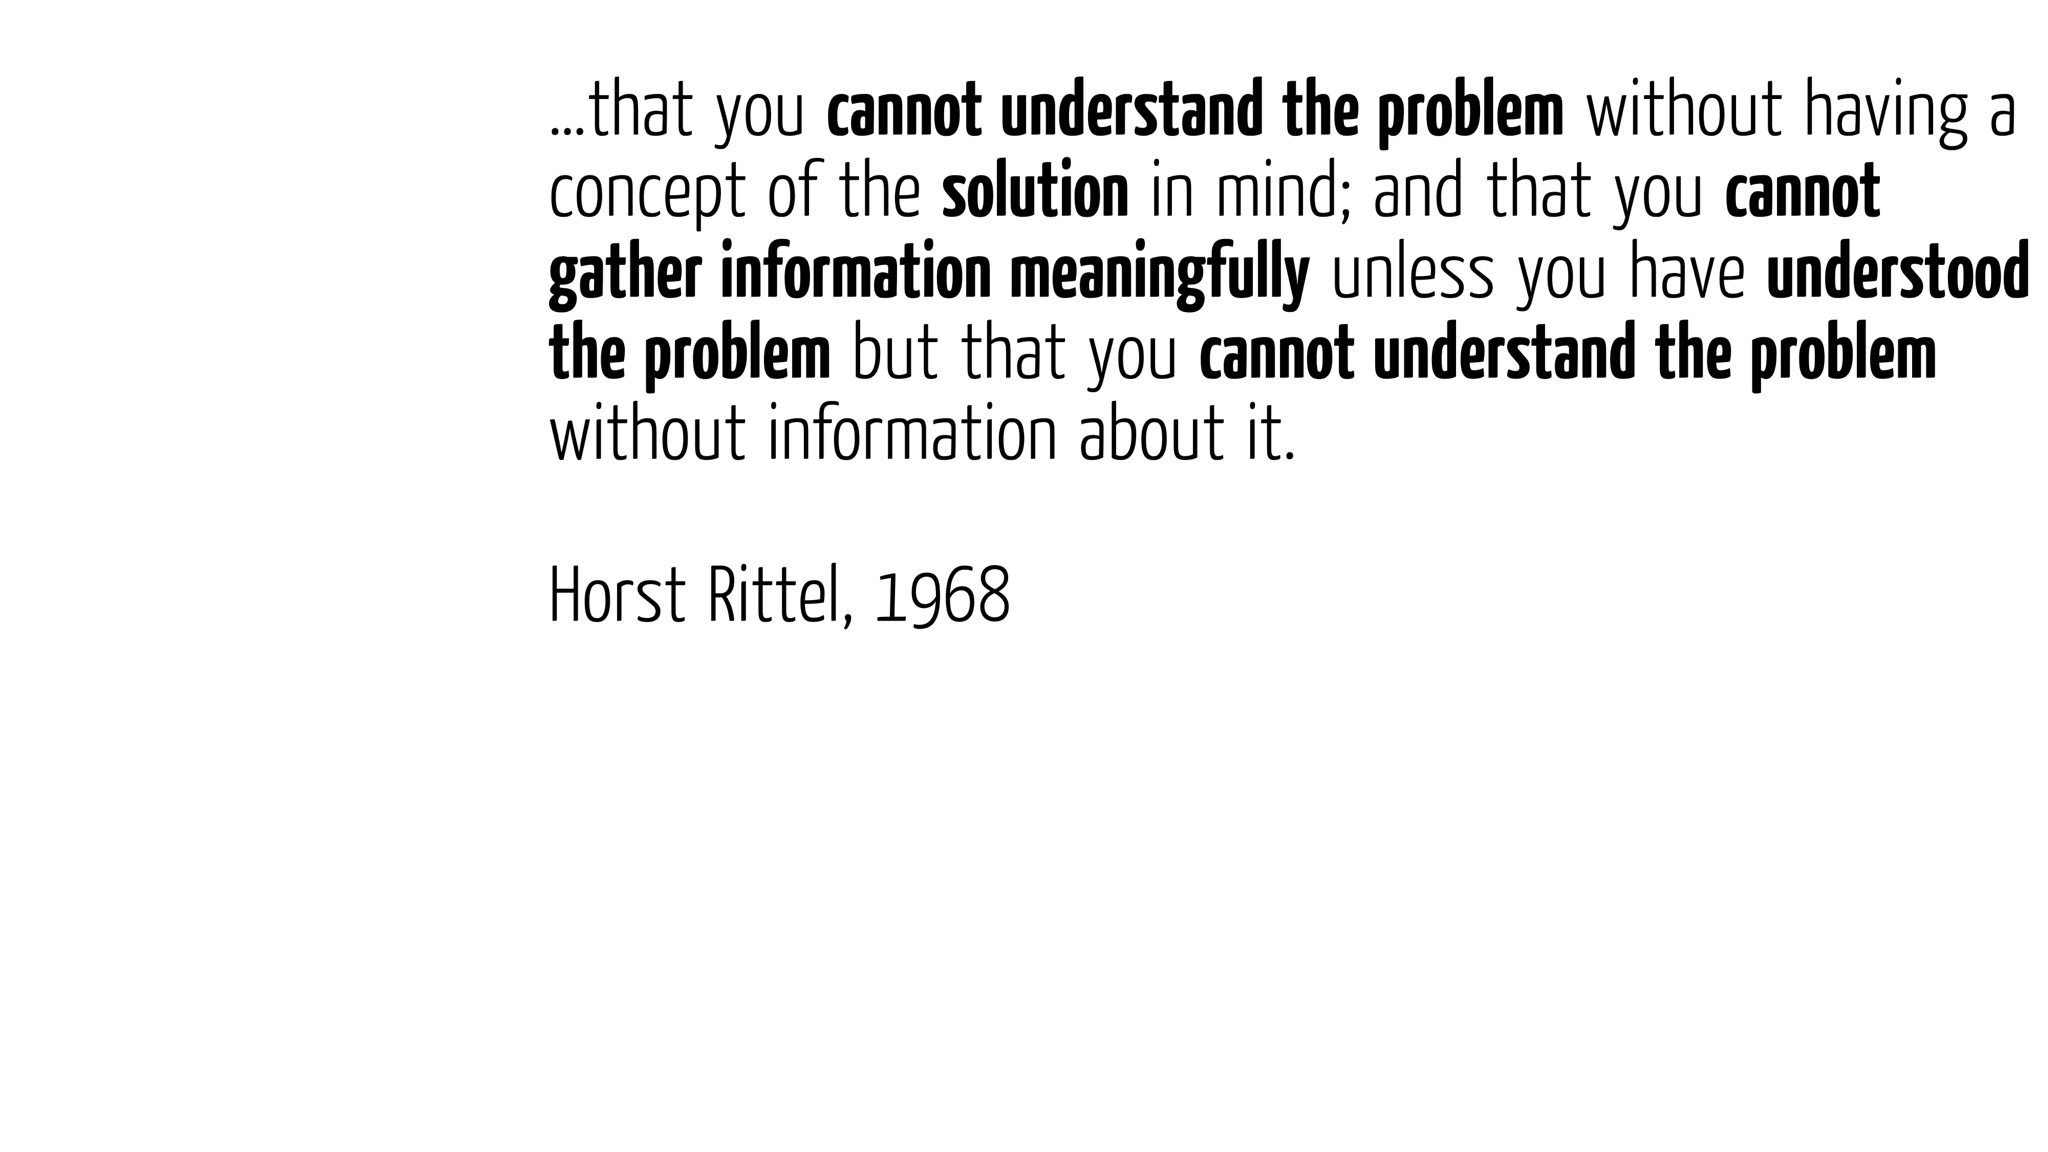 ...that you cannot understand the problem without having a
concept of the solution in mind; and that you cannot
gather information meaningfully unless you have understood
the problem but that you cannot understand the problem
without information about it.
Horst Rittel, 1968